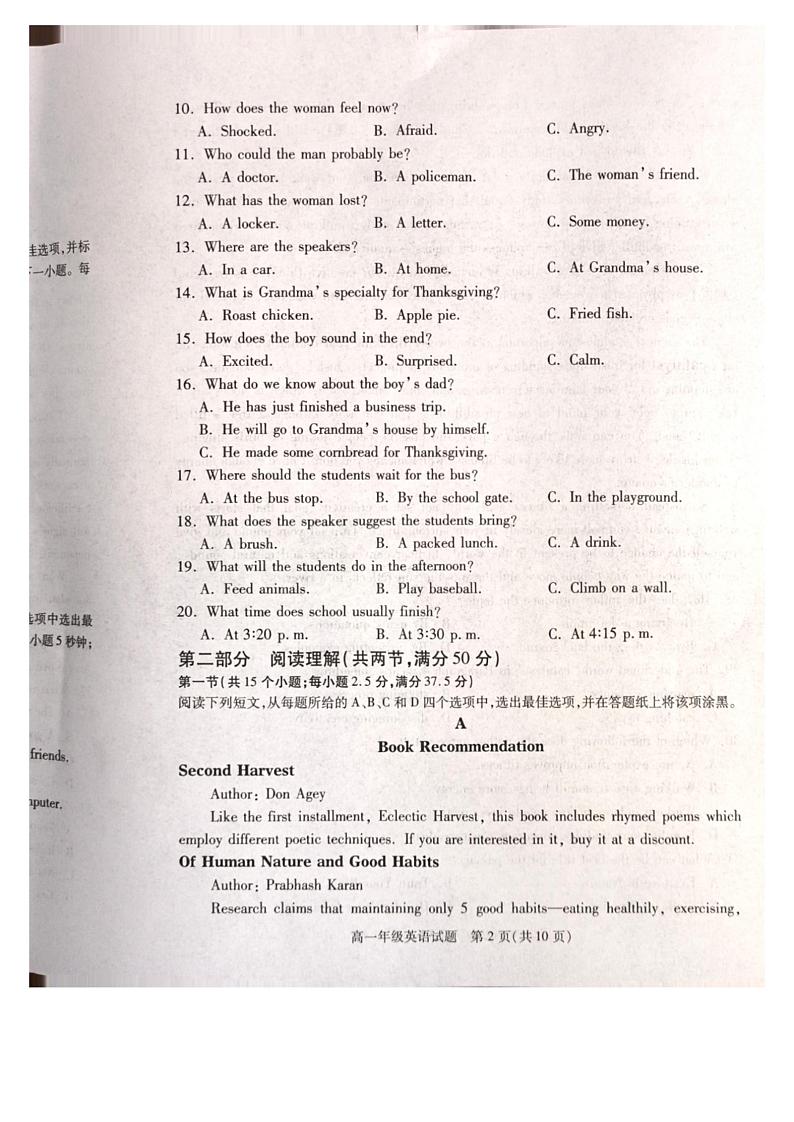 10. How does the woman feel now?
A. Shocked. B. Afraid. C. Angry.
11. Who could the man probably be?
A. A doctor. B. A policeman. C. The woman's friend.
12. What has the woman lost?
A. A locker. B. A letter. C. Some money.
13. Where are the speakers?
A. In a car. B. At home. C. At Grandma's house.
14. What is Grandma's specialty for Thanksgiving?
A. Roast chicken. B. Apple pie. C. Fried fish.
15. How does the boy sound in the end?
A. Excited. B. Surprised. C. Calm.
16. What do we know about the boy's dad?
A. He has just finished a business trip.
B. He will go to Grandma's house by himself.
C. He made some cornbread for Thanksgiving.
17. Where should the students wait for the bus?
A. At the bus stop. B. By the school gate. C. In the playground.
18. What does the speaker suggest the students bring?
A. A brush. B. A packed lunch. C. A drink.
19. What will the students do in the afternoon?
A. Feed animals. B. Play baseball. C. Climb on a wall.
20. What time does school usually finish?
A. At 3:20 p. m. B. At 3:30 p. m. C. At 4:15 p. m.
第二部分 阅读理解(共两节,满分50分)
第一节(共15个小题;每小题2.5分,满分37.5分)
阅读下列短文,从每题所给的A、B、C和D四个选项中,选出最佳选项,并在答题纸上将该项涂黑。
A
Book Recommendation
Second Harvest
Author: Don Agey
Like the first installment, Eclectic Harvest, this book includes rhymed poems which
employ different poetic techniques. If you are interested in it, buy it at a discount.
Of Human Nature and Good Habits
Author: Prabhash Karan
Research claims that maintaining only 5 good habits—eating healthily, exercising,
高一年级英语试题 第2页(共10页)
佳选项,并标
下一小题。每
选项中选出最
小题5秒钟;
friends.